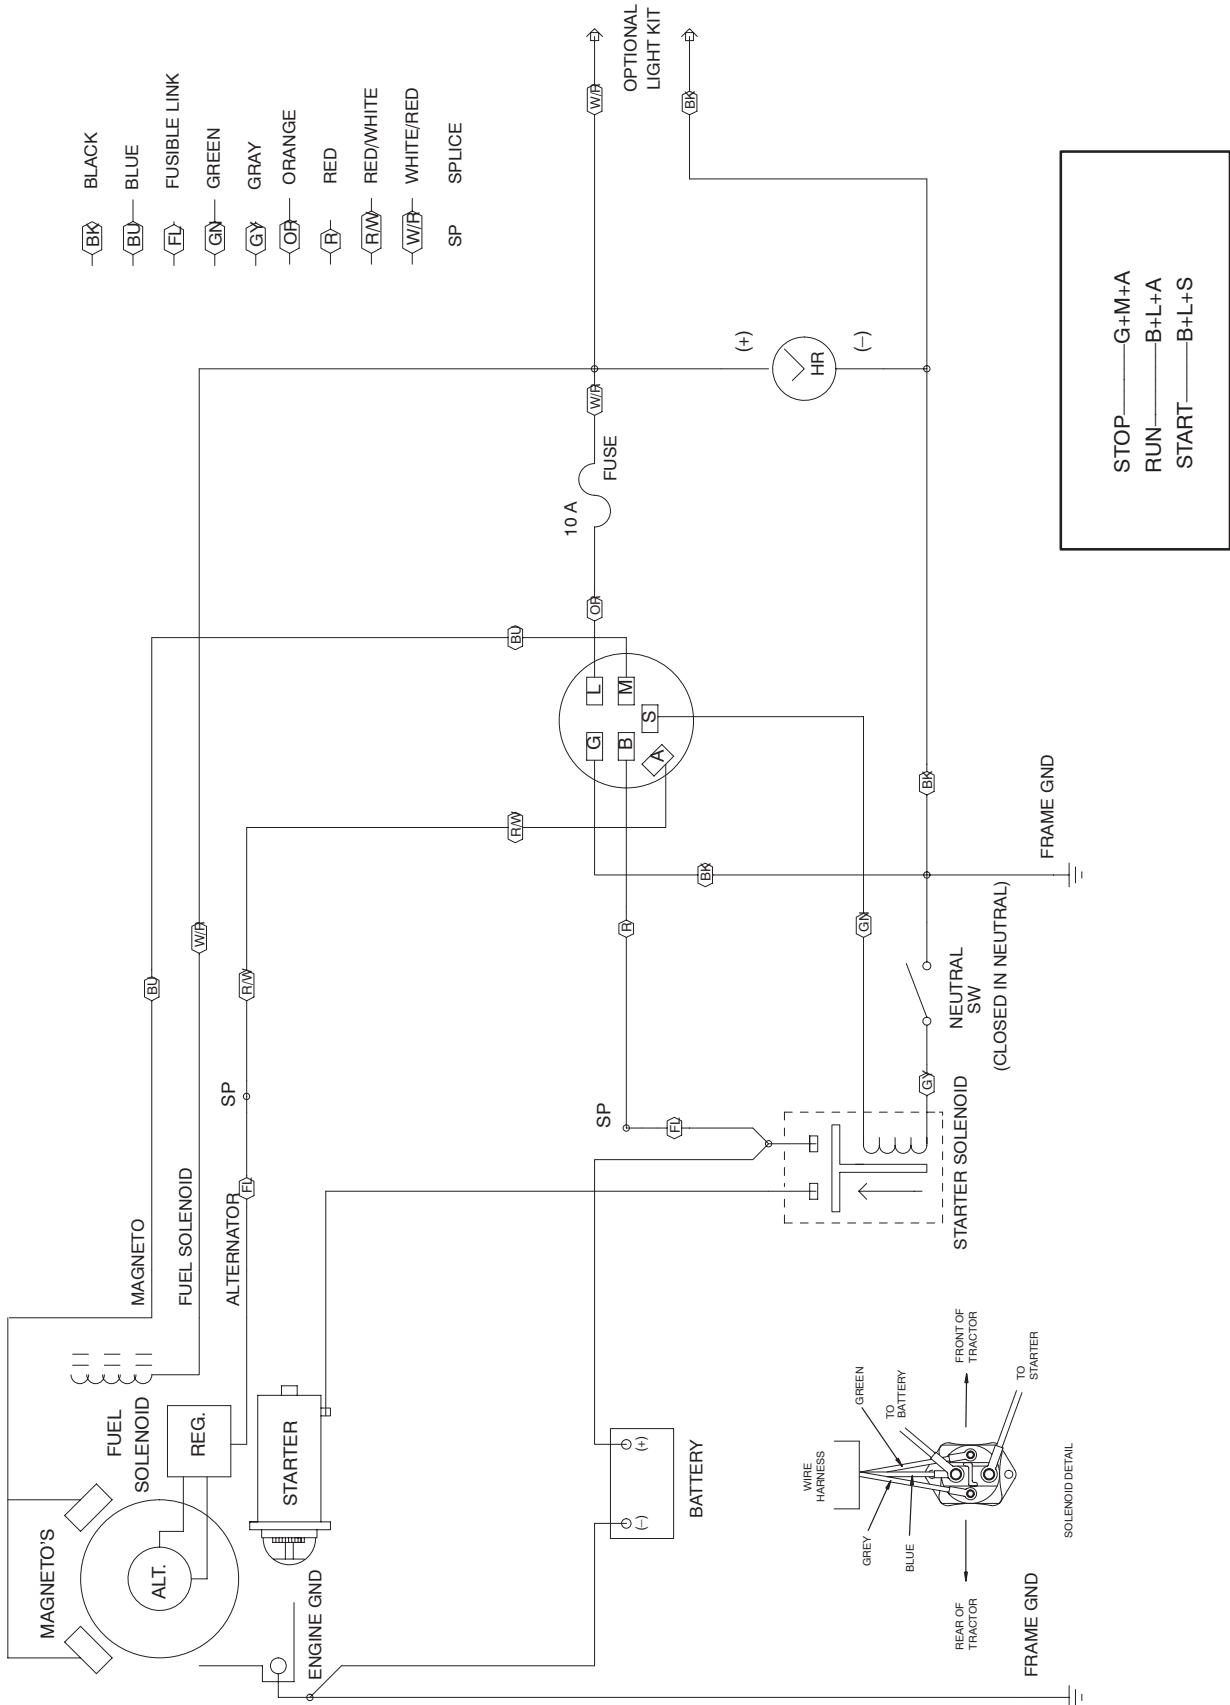 OPTIONAL
LIGHT KIT
W/R
BK
BK BLACK
BU BLUE
FL FUSIBLE LINK
GN GREEN
GY GRAY
OR ORANGE
R RED
R/W RED/WHITE
W/R WHITE/RED
SP SPLICE
(+)
HR
(–)
W/R
FUSE
10 A
OR
BU
L
M
S
G
B
A
R/W
BK
BK
R
GN
FRAME GND
NEUTRAL
SW
(CLOSED IN NEUTRAL)
GY
STOP G+M+A
RUN B+L+A
START B+L+S
BU
W/R
R/W
SP
FL
MAGNETO
FUEL SOLENOID
ALTERNATOR
SP
FL
STARTER SOLENOID
MAGNETO'S
FUEL
SOLENOID
REG.
ALT.
STARTER
ENGINE GND
BATTERY
(+)
(–)
WIRE
HARNESS
GREEN
TO
BATTERY
FRONT OF
TRACTOR
TO
STARTER
GREY
BLUE
REAR OF
TRACTOR
SOLENOID DETAIL
FRAME GND